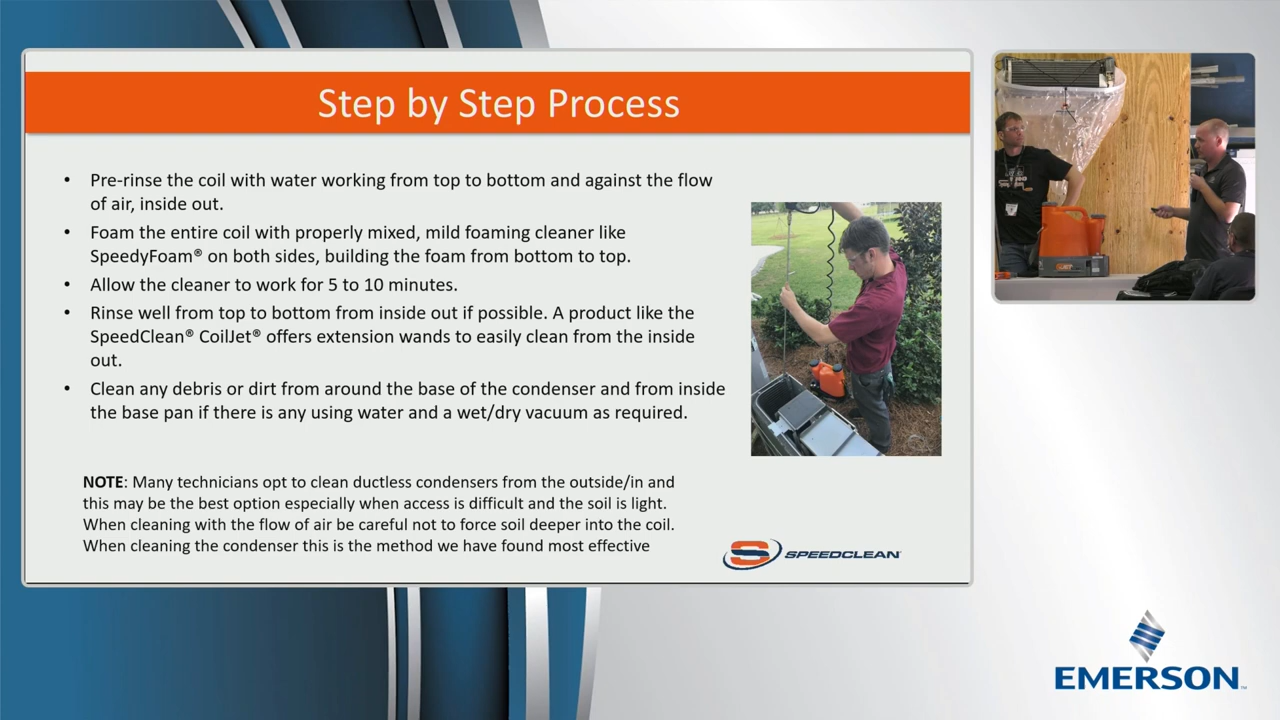 Step by Step Process
• Pre-rinse the coil with water working from top to bottom and against the flow
of air, inside out.
• Foam the entire coil with properly mixed, mild foaming cleaner like
SpeedyFoam® on both sides, building the foam from bottom to top.
• Allow the cleaner to work for 5 to 10 minutes.
• Rinse well from top to bottom from inside out if possible. A product like the
SpeedClean® CoilJet® offers extension wands to easily clean from the inside
out.
• Clean any debris or dirt from around the base of the condenser and from inside
the base pan if there is any using water and a wet/dry vacuum as required.
NOTE: Many technicians opt to clean ductless condensers from the outside/in and
this may be the best option especially when access is difficult and the soil is light.
When cleaning with the flow of air be careful not to force soil deeper into the coil.
When cleaning the condenser this is the method we have found most effective
SPEEDCLEAN
EMERSON™